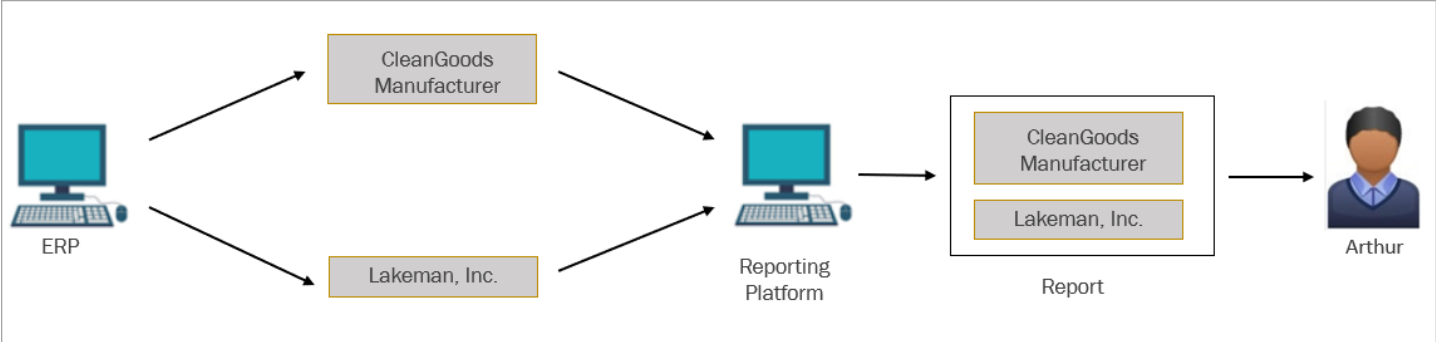 CleanGoods
Manufacturer
ERP
Lakeman, Inc.
Reporting
Platform
CleanGoods
Manufacturer
Lakeman, Inc.
Report
Arthur